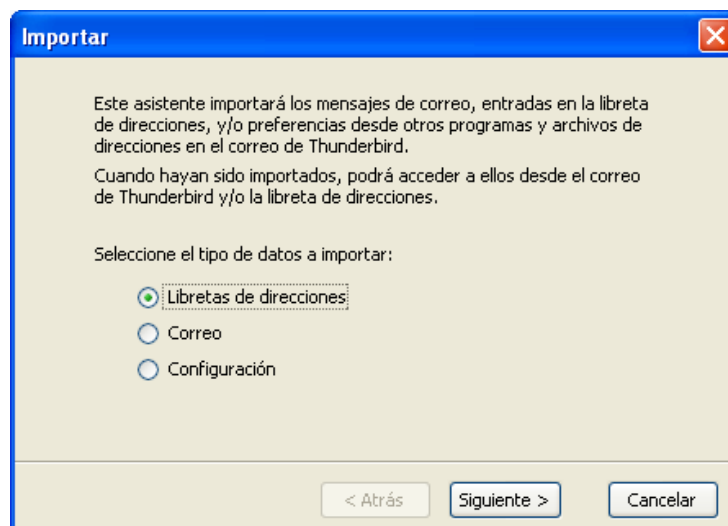 Importar
Este asistente importará los mensajes de correo, entradas en la libreta
de direcciones, y/o preferencias desde otros programas y archivos de
direcciones en el correo de Thunderbird.
Cuando hayan sido importados, podrá acceder a ellos desde el correo
de Thunderbird y/o la libreta de direcciones.
Seleccione el tipo de datos a importar:
Libretas de direcciones
Correo
Configuración
< Atrás
Siguiente >
Cancelar